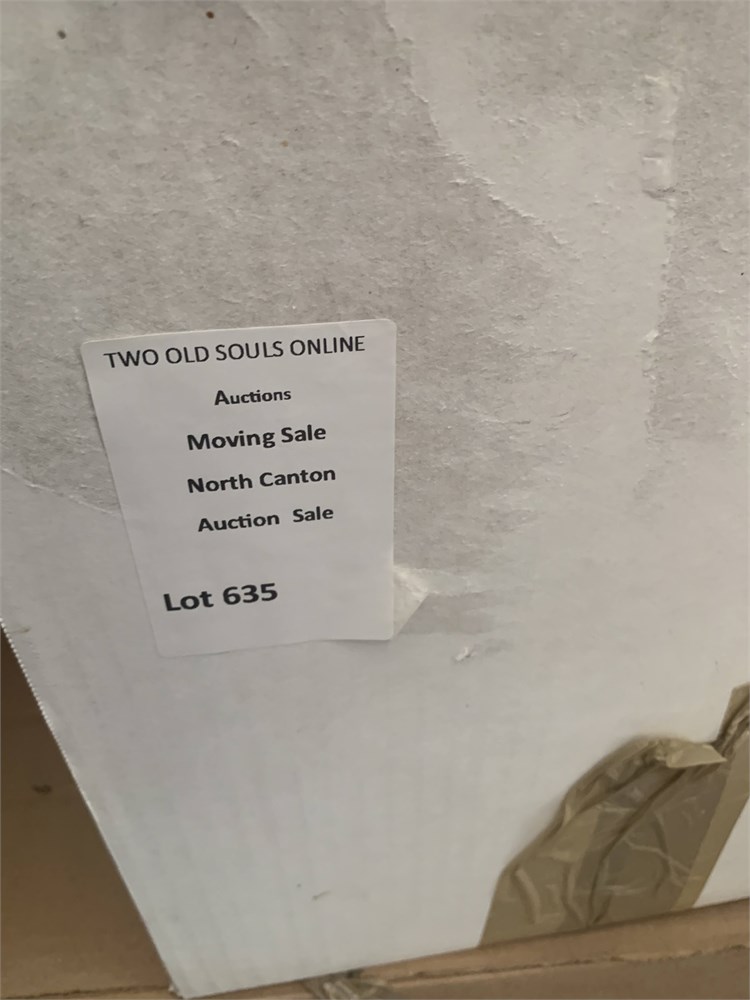 TWO OLD SOULS ONLINE
Auctions
Moving Sale
North Canton
Auction Sale
Lot 635